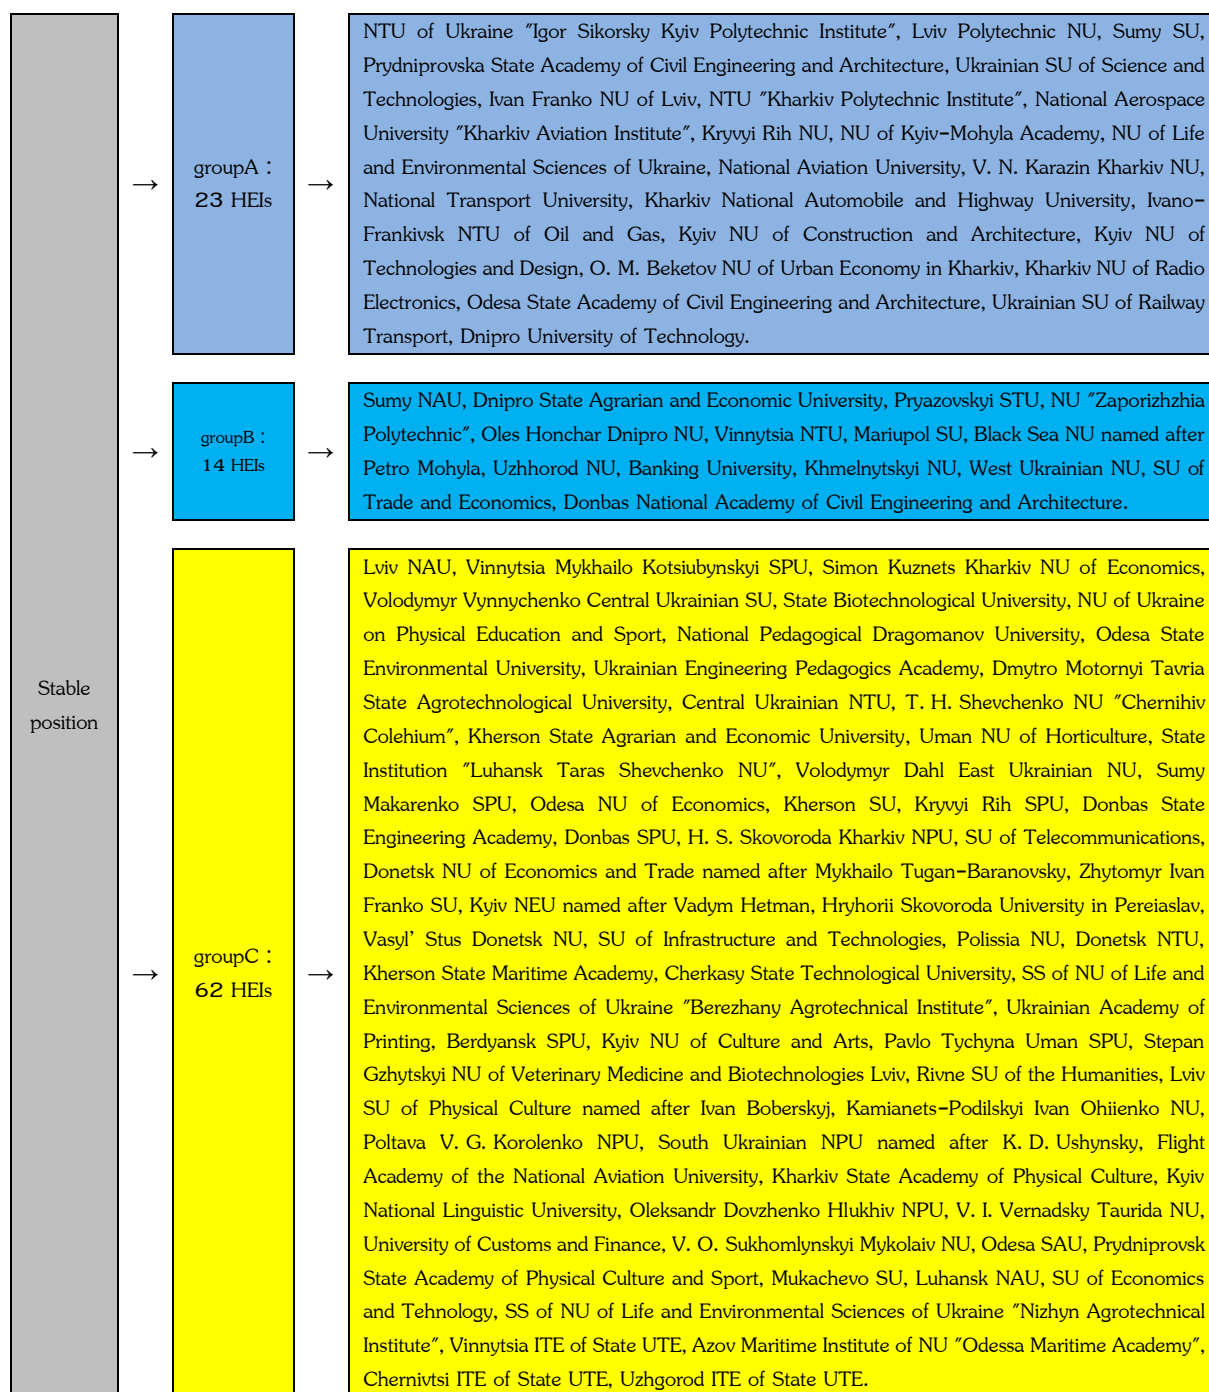 Stable
position
→
groupA :
23 HEIs
→
NTU of Ukraine "Igor Sikorsky Kyiv Polytechnic Institute", Lviv Polytechnic NU, Sumy SU,
Prydniprovska State Academy of Civil Engineering and Architecture, Ukrainian SU of Science and
Technologies, Ivan Franko NU of Lviv, NTU "Kharkiv Polytechnic Institute", National Aerospace
University "Kharkiv Aviation Institute", Kryvyi Rih NU, NU of Kyiv-Mohyla Academy, NU of Life
and Environmental Sciences of Ukraine, National Aviation University, V. N. Karazin Kharkiv NU,
National Transport University, Kharkiv National Automobile and Highway University, Ivano-
Frankivsk NTU of Oil and Gas, Kyiv NU of Construction and Architecture, Kyiv NU of
Technologies and Design, O. M. Beketov NU of Urban Economy in Kharkiv, Kharkiv NU of Radio
Electronics, Odesa State Academy of Civil Engineering and Architecture, Ukrainian SU of Railway
Transport, Dnipro University of Technology.
→
groupB :
14 HEIs
→
Sumy NAU, Dnipro State Agrarian and Economic University, Pryazovskyi STU, NU "Zaporizhzhia
Polytechnic", Oles Honchar Dnipro NU, Vinnytsia NTU, Mariupol SU, Black Sea NU named after
Petro Mohyla, Uzhhorod NU, Banking University, Khmelnytskyi NU, West Ukrainian NU, SU of
Trade and Economics, Donbas National Academy of Civil Engineering and Architecture.
→
groupC :
62 HEIs
→
Lviv NAU, Vinnytsia Mykhailo Kotsiubynskyi SPU, Simon Kuznets Kharkiv NU of Economics,
Volodymyr Vynnychenko Central Ukrainian SU, State Biotechnological University, NU of Ukraine
on Physical Education and Sport, National Pedagogical Dragomanov University, Odesa State
Environmental University, Ukrainian Engineering Pedagogics Academy, Dmytro Motornyi Tavria
State Agrotechnological University, Central Ukrainian NTU, T. H. Shevchenko NU "Chernihiv
Colehium", Kherson State Agrarian and Economic University, Uman NU of Horticulture, State
Institution "Luhansk Taras Shevchenko NU", Volodymyr Dahl East Ukrainian NU, Sumy
Makarenko SPU, Odesa NU of Economics, Kherson SU, Kryvyi Rih SPU, Donbas State
Engineering Academy, Donbas SPU, H. S. Skovoroda Kharkiv NPU, SU of Telecommunications,
Donetsk NU of Economics and Trade named after Mykhailo Tugan-Baranovsky, Zhytomyr Ivan
Franko SU, Kyiv NEU named after Vadym Hetman, Hryhorii Skovoroda University in Pereiaslav,
Vasyl' Stus Donetsk NU, SU of Infrastructure and Technologies, Polissia NU, Donetsk NTU,
Kherson State Maritime Academy, Cherkasy State Technological University, SS of NU of Life and
Environmental Sciences of Ukraine "Berezhany Agrotechnical Institute", Ukrainian Academy of
Printing, Berdyansk SPU, Kyiv NU of Culture and Arts, Pavlo Tychyna Uman SPU, Stepan
Gzhytskyi NU of Veterinary Medicine and Biotechnologies Lviv, Rivne SU of the Humanities, Lviv
SU of Physical Culture named after Ivan Boberskyj, Kamianets-Podilskyi Ivan Ohiienko NU,
Poltava V. G. Korolenko NPU, South Ukrainian NPU named after K. D. Ushynsky, Flight
Academy of the National Aviation University, Kharkiv State Academy of Physical Culture, Kyiv
National Linguistic University, Oleksandr Dovzhenko Hlukhiv NPU, V. I. Vernadsky Taurida NU,
University of Customs and Finance, V. O. Sukhomlynskyi Mykolaiv NU, Odesa SAU, Prydniprovsk
State Academy of Physical Culture and Sport, Mukachevo SU, Luhansk NAU, SU of Economics
and Tehnology, SS of NU of Life and Environmental Sciences of Ukraine "Nizhyn Agrotechnical
Institute", Vinnytsia ITE of State UTE, Azov Maritime Institute of NU "Odessa Maritime Academy",
Chernivtsi ITE of State UTE, Uzhgorod ITE of State UTE.